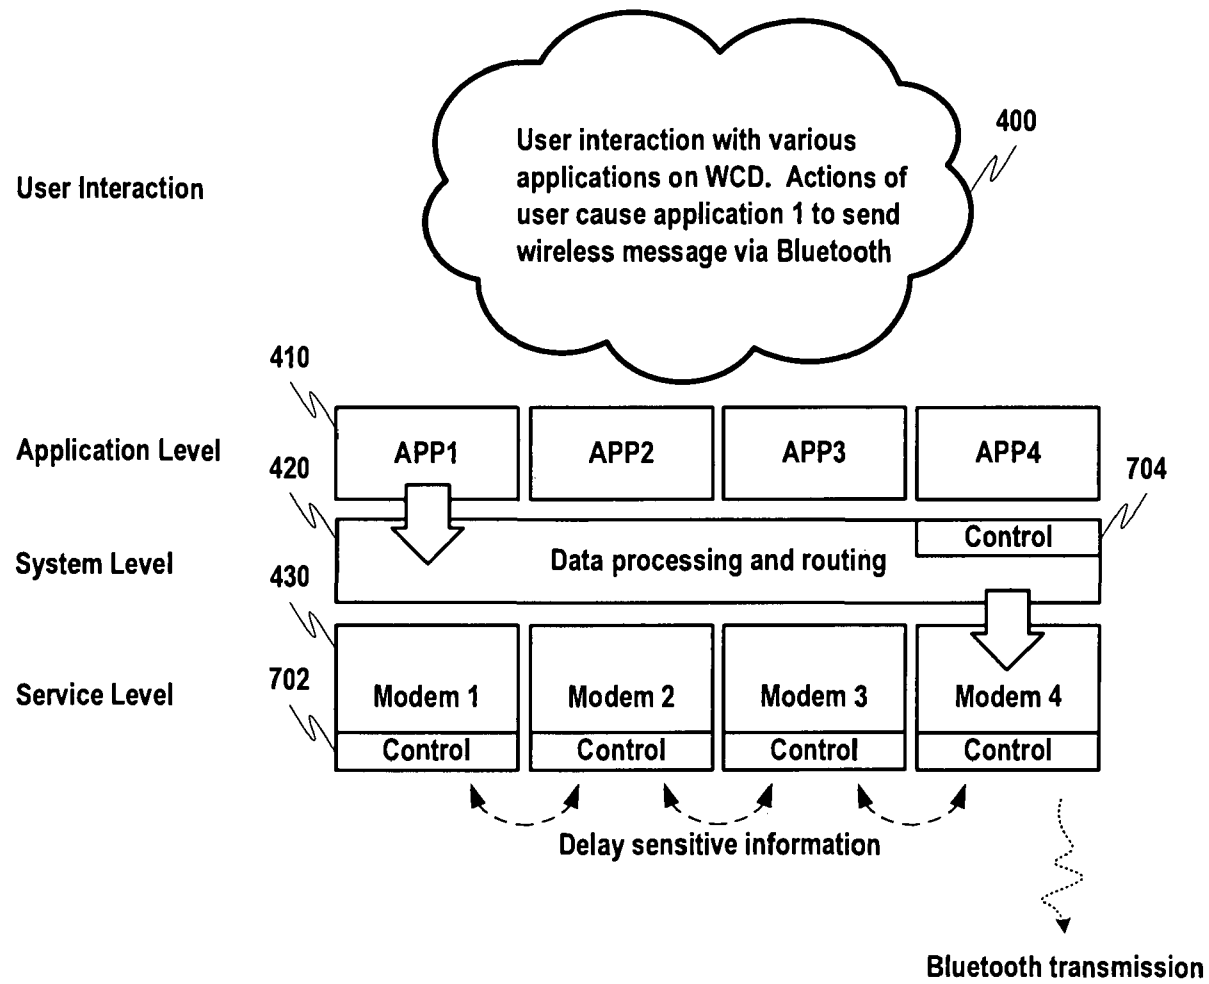 User interaction with various
applications on WCD. Actions of
user cause application 1 to send
wireless message via Bluetooth
400
User Interaction
410
Application Level
APP1
APP2
APP3
APP4
420
704
System Level
Data processing and routing
Control
430
Service Level
702
Modem 1
Modem 2
Modem 3
Modem 4
Control
Control
Control
Control
Delay sensitive information
Bluetooth transmission